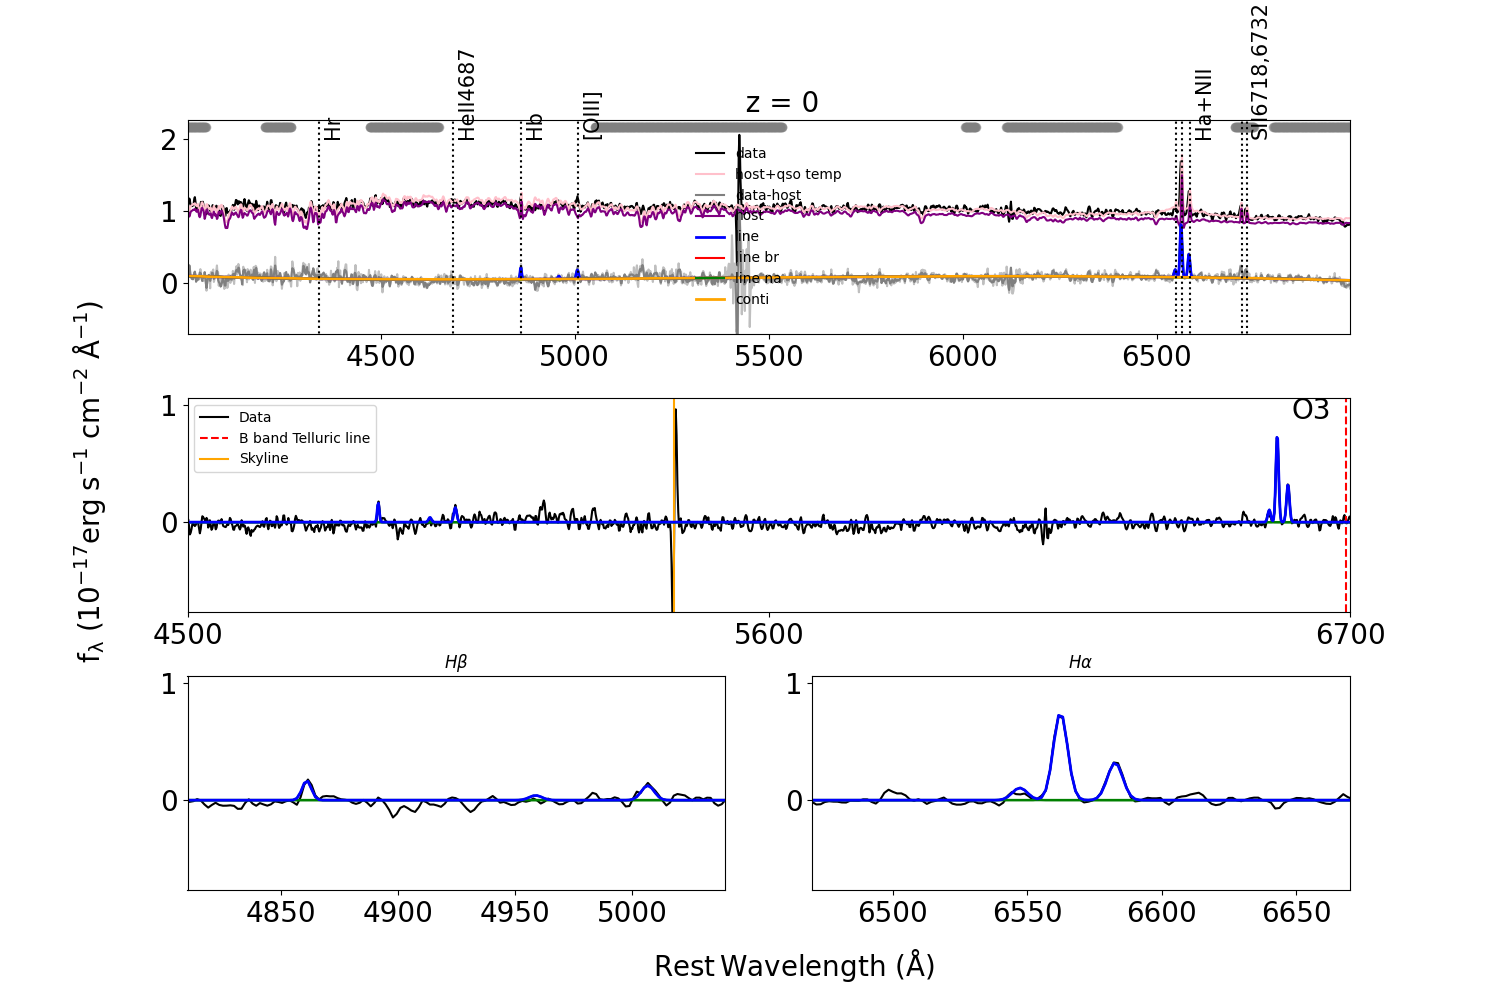 z = 0
Hr
HeII4687
Hb
[OIII]
Ha+NII
SII6718,6732
2
1
0
data
host+qso temp
data-host
host
line
line br
line na
conti
4500 5000 5500 6000 6500
f_λ (10⁻¹⁷erg s⁻¹ cm⁻² Å⁻¹)
1
0
Data
B band Telluric line
Skyline
O3
4500 5600 6700
Hβ
1
0
4850 4900 4950 5000
Hα
1
0
6500 6550 6600 6650
Rest Wavelength (Å)